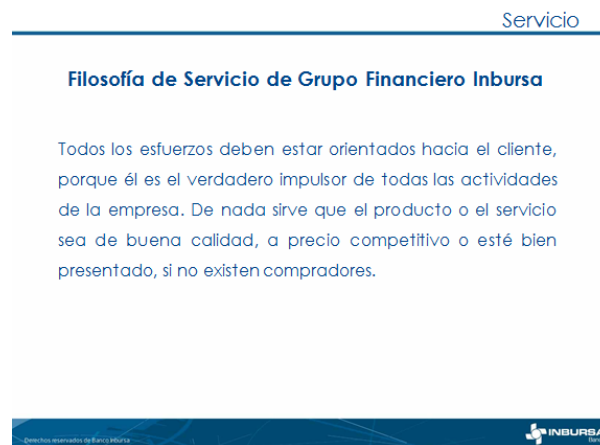 Servicio
Filosofía de Servicio de Grupo Financiero Inbursa
Todos los esfuerzos deben estar orientados hacia el cliente,
porque él es el verdadero impulsor de todas las actividades
de la empresa. De nada sirve que el producto o el servicio
sea de buena calidad, a precio competitivo o esté bien
presentado, si no existen compradores.
Derechos reservados de Banco Inbursa
INBURSA